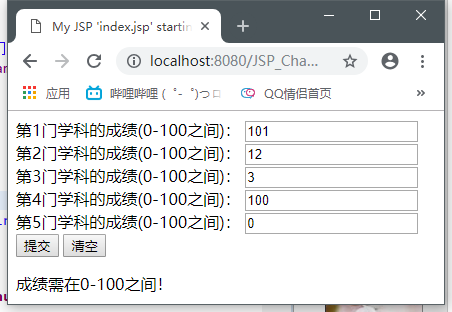 My JSP 'index.jsp' startin
localhost:8080/JSP_Cha...
应用
哔哩哔哩 ( ゜- ゜)つロ
QQ情侣首页
»
第1门学科的成绩(0-100之间)： 101
第2门学科的成绩(0-100之间)： 12
第3门学科的成绩(0-100之间)： 3
第4门学科的成绩(0-100之间)： 100
第5门学科的成绩(0-100之间)： 0
提交 清空
成绩需在0-100之间!